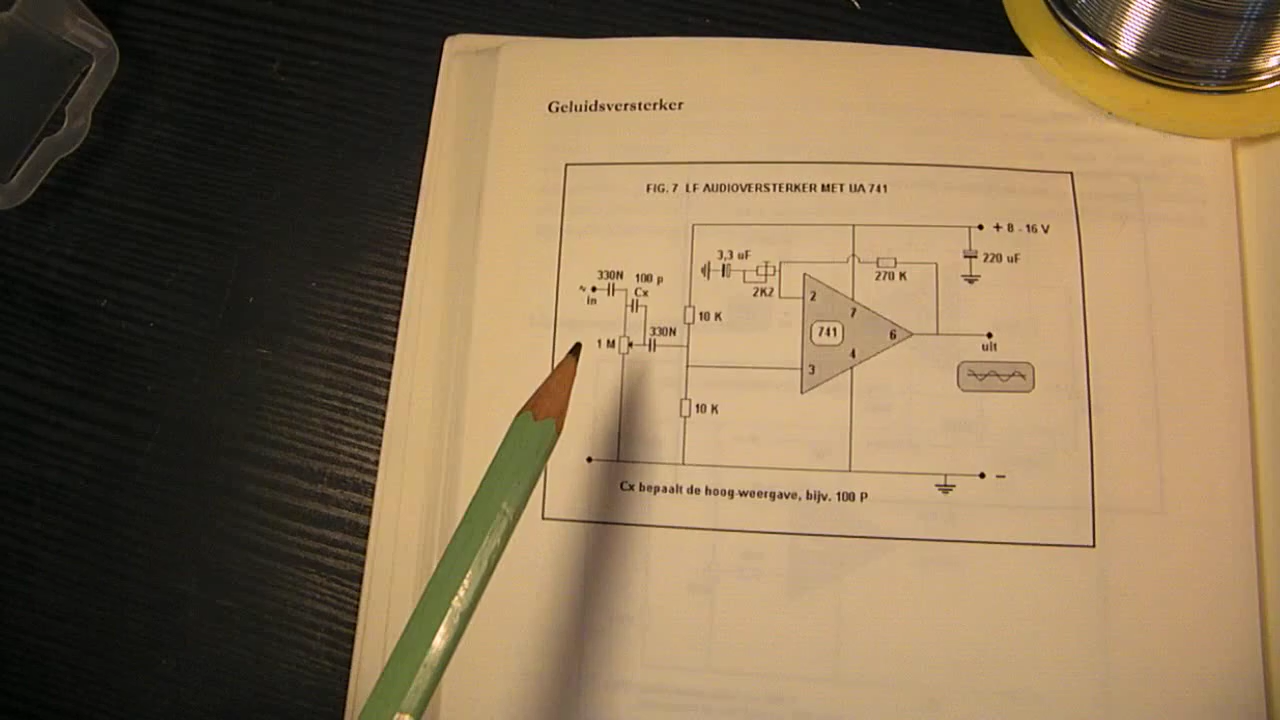 Geluidsversterker
FIG. 7 LF AUDIOVERSTERKER MET UA 741
+ 8 - 16 V
3,3 uF
220 uF
330N
100 p
270 K
~
in
Cx
2K2
2
7
10 K
330N
741
6
1 M
uit
4
3
10 K
-
Cx bepaalt de hoog-weergave, bijv. 100 P